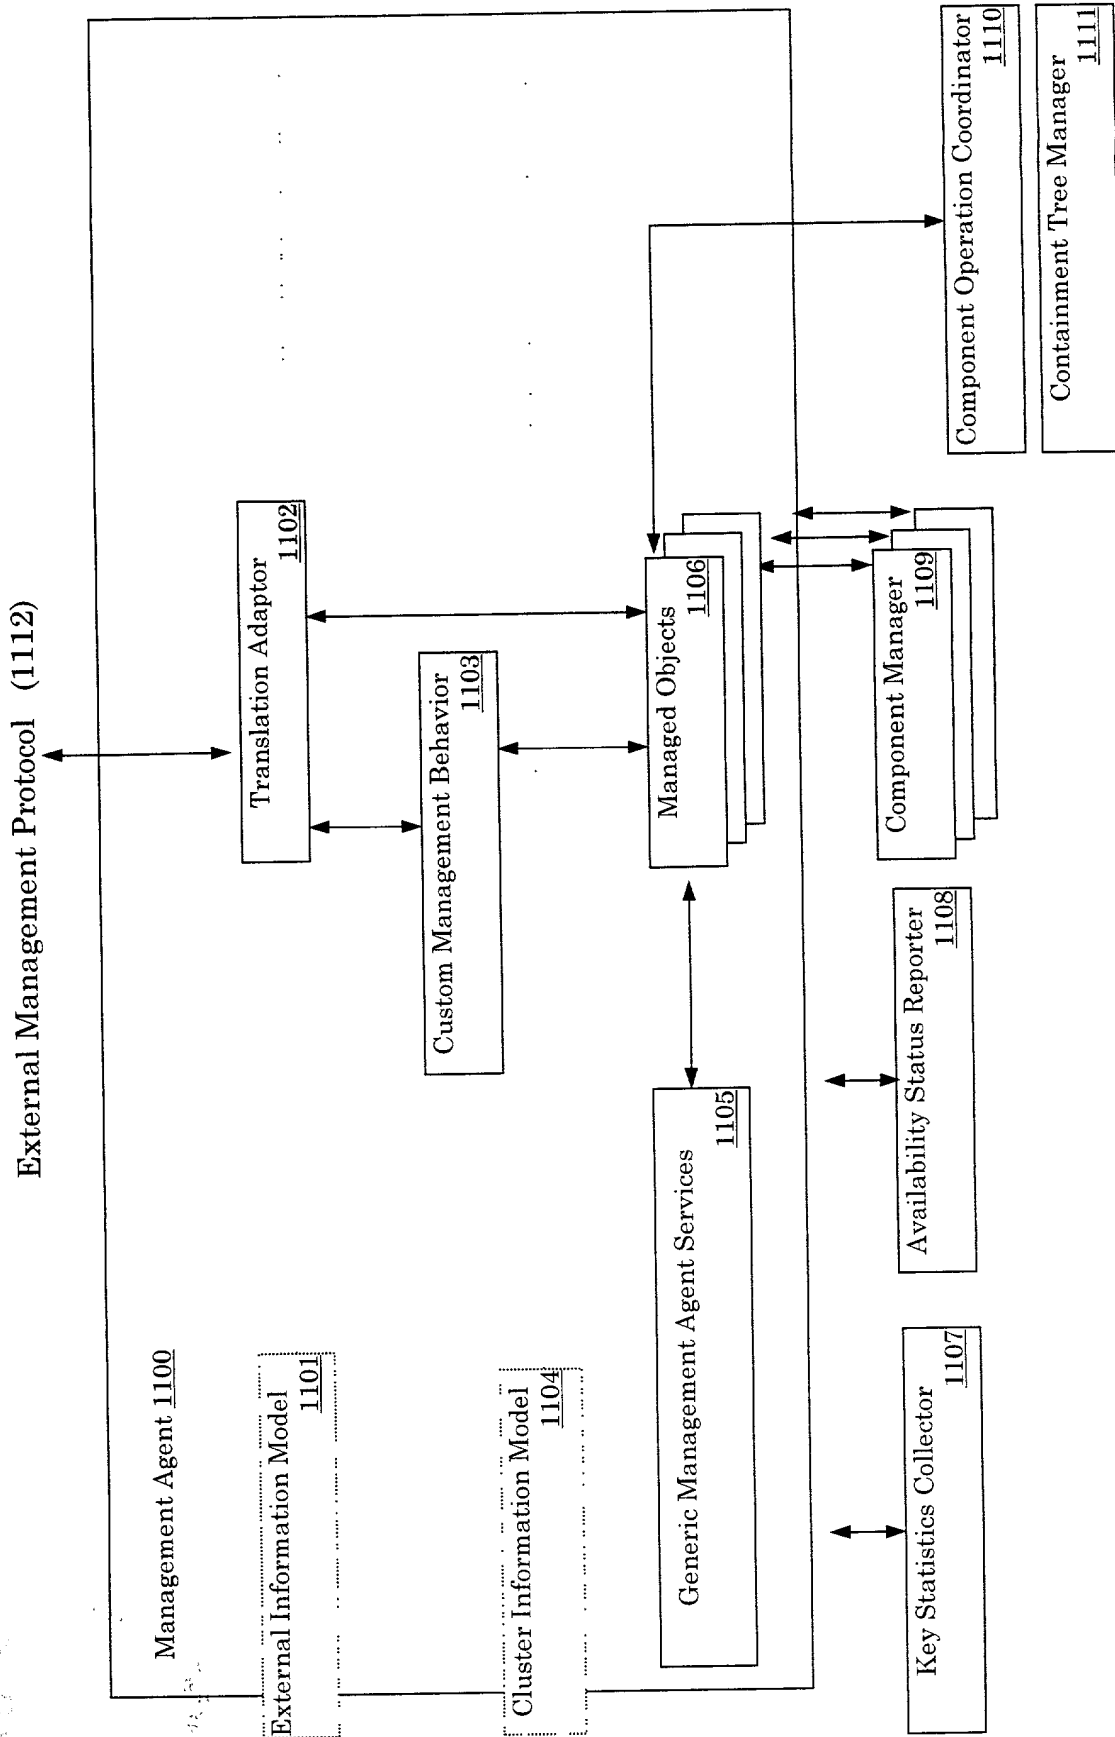 External Management Protocol (1112)
Management Agent 1100
External Information Model
1101
Translation Adaptor
1102
Custom Management Behavior
1103
Cluster Information Model
1104
Generic Management Agent Services
1105
Managed Objects
1106
Key Statistics Collector
1107
Availability Status Reporter
1108
Component Manager
1109
Component Operation Coordinator
1110
Containment Tree Manager
1111